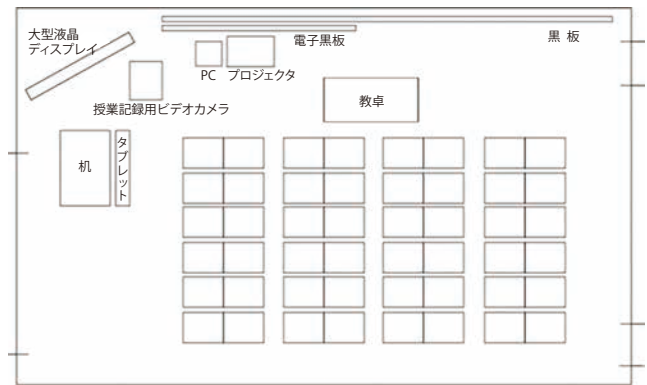 大型液晶
ディスプレイ
電子黒板
黒 板
PC
プロジェクタ
授業記録用ビデオカメラ
教卓
机
タブレット